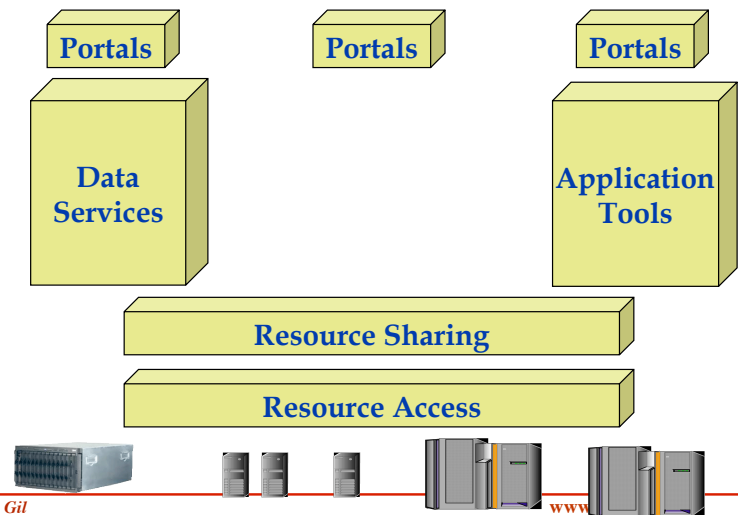 Portals Portals Portals
Data
Services
Application
Tools
Resource Sharing
Resource Access
Gil
www